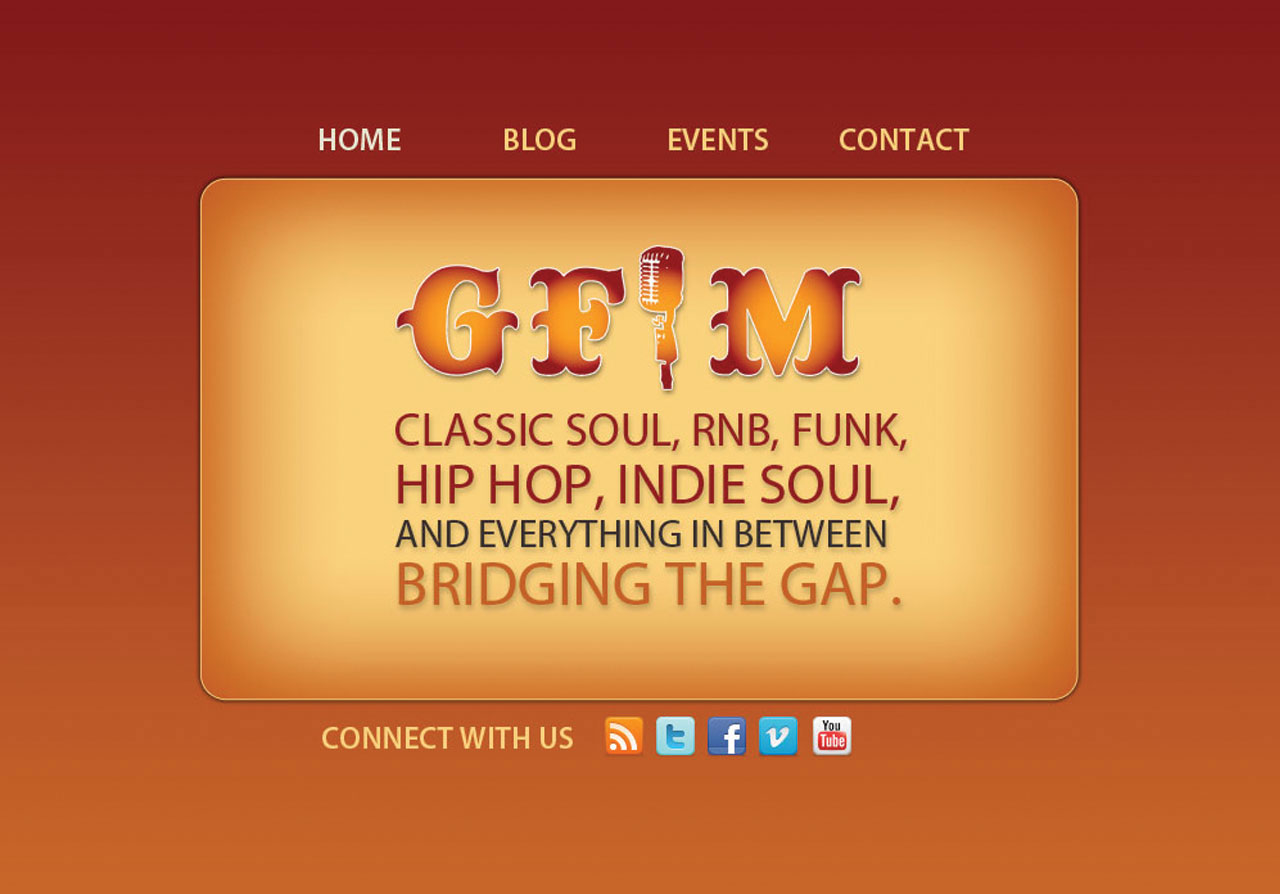 HOME BLOG EVENTS CONTACT
GFM
CLASSIC SOUL, RNB, FUNK,
HIP HOP, INDIE SOUL,
AND EVERYTHING IN BETWEEN
BRIDGING THE GAP.
CONNECT WITH US
You Tube